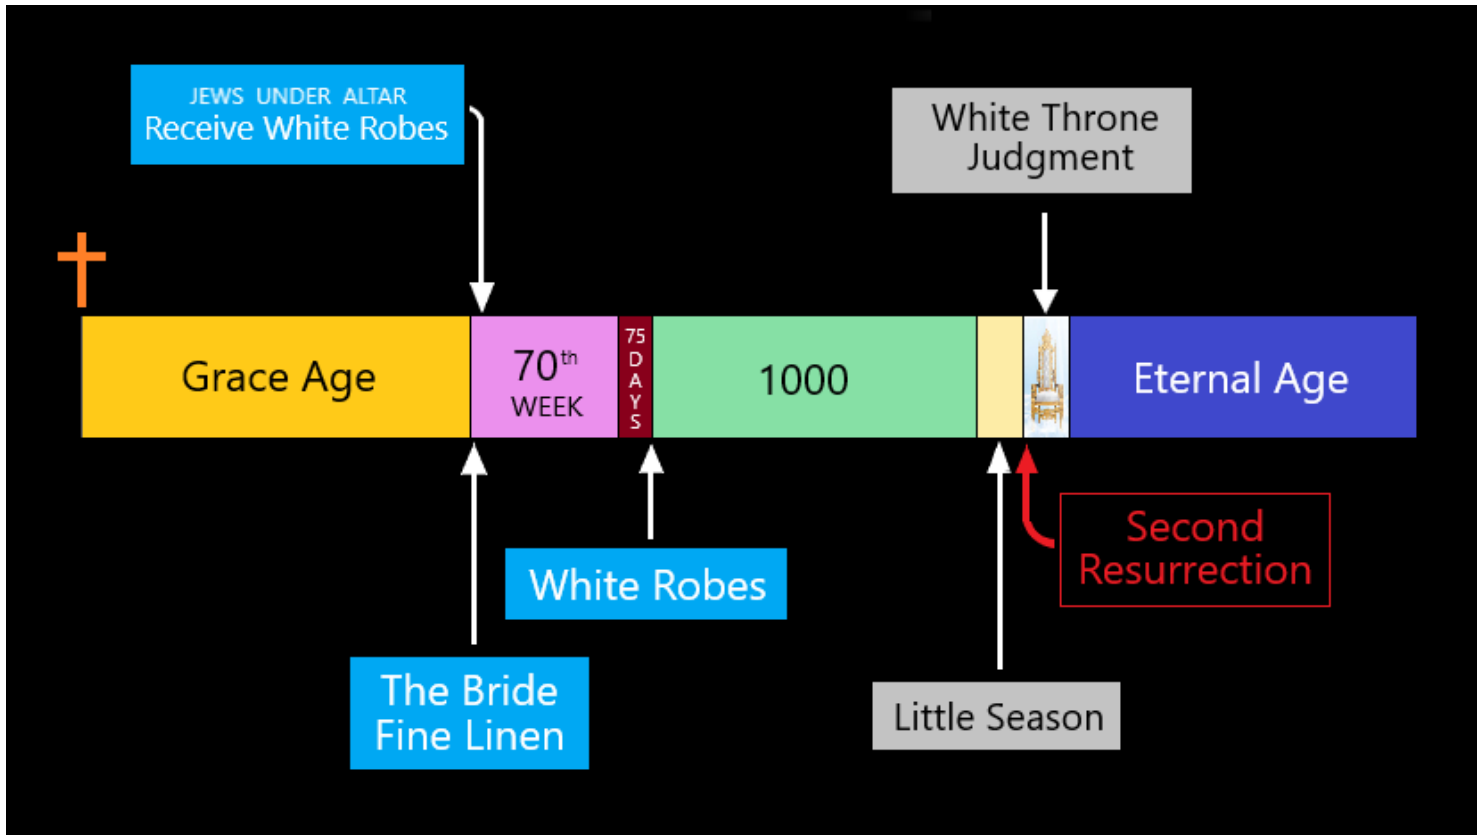 JEWS UNDER ALTAR
Receive White Robes
White Throne
Judgment
Grace Age
70th
WEEK
75
D
A
Y
S
1000
Eternal Age
White Robes
Second
Resurrection
The Bride
Fine Linen
Little Season